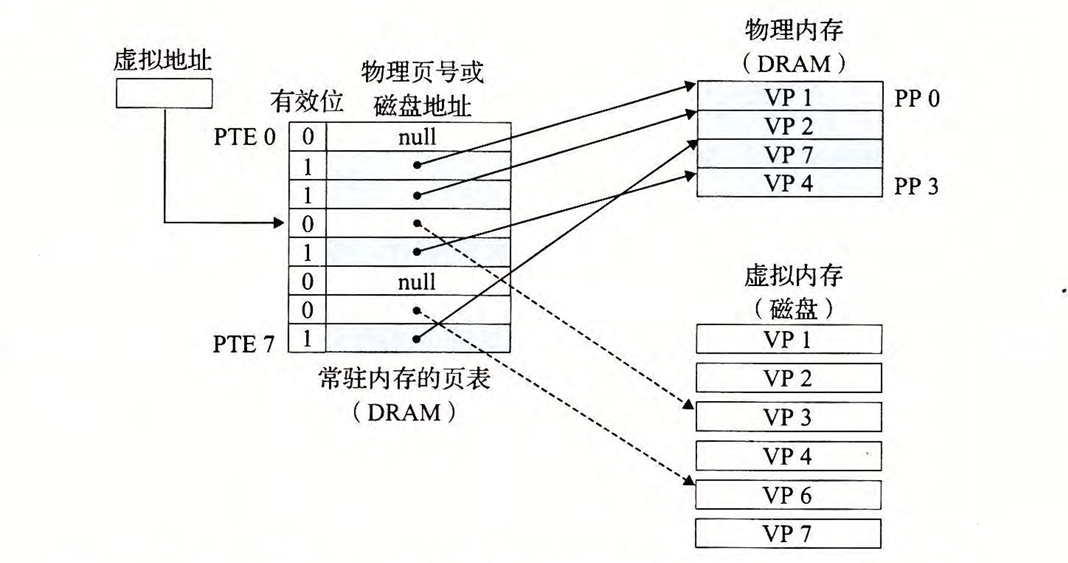 虚拟地址
有效位
物理页号或
磁盘地址
PTE 0
0
null
1
1
0
1
0
null
0
PTE 7
1
常驻内存的页表
（DRAM）
物理内存
（DRAM）
VP 1
PP 0
VP 2
VP 7
VP 4
PP 3
虚拟内存
（磁盘）
VP 1
VP 2
VP 3
VP 4
VP 6
VP 7